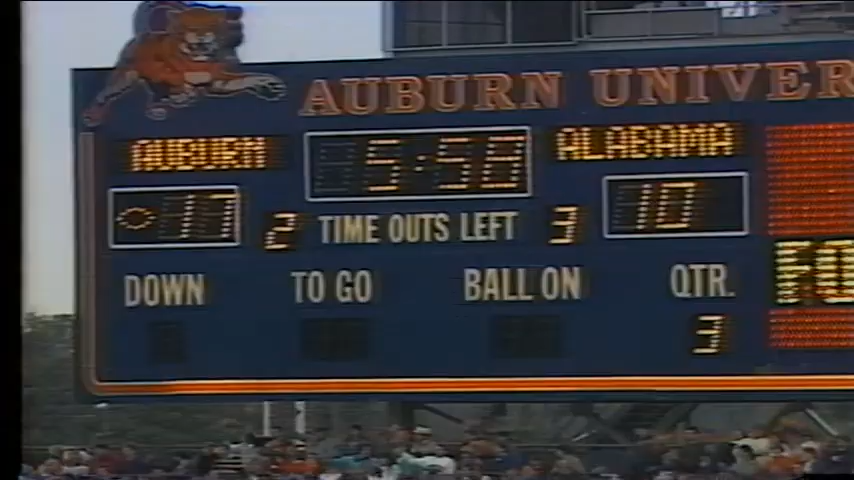 AUBURN UNIVER
AUBURN 5:58 ALABAMA
17 2 TIME OUTS LEFT 3 10
DOWN TO GO BALL ON QTR.
3
FO